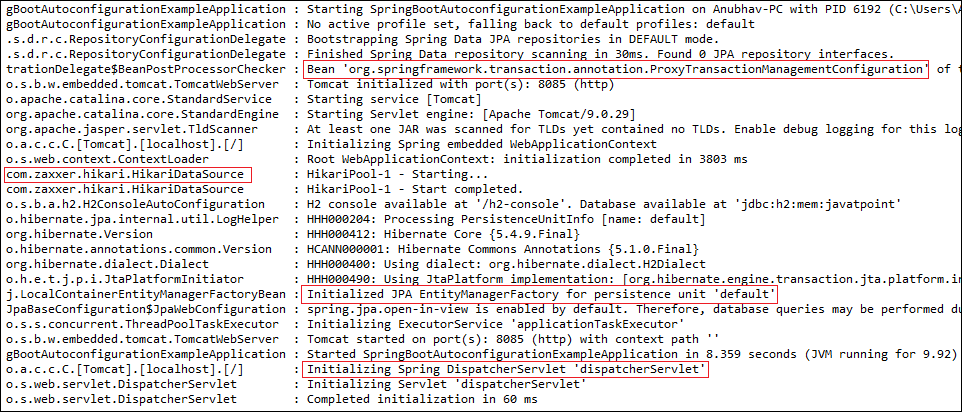 gBootAutoconfigurationExampleApplication : Starting SpringBootAutoconfigurationExampleApplication on Anubhav-PC with PID 6192 (C:\Users\A
gBootAutoconfigurationExampleApplication : No active profile set, falling back to default profiles: default
.s.d.r.c.RepositoryConfigurationDelegate : Bootstrapping Spring Data JPA repositories in DEFAULT mode.
.s.d.r.c.RepositoryConfigurationDelegate : Finished Spring Data repository scanning in 30ms. Found 0 JPA repository interfaces.
trationDelegate$BeanPostProcessorChecker : Bean 'org.springframework.transaction.annotation.ProxyTransactionManagementConfiguration' of t
o.s.b.w.embedded.tomcat.TomcatWebServer : Tomcat initialized with port(s): 8085 (http)
o.apache.catalina.core.StandardService : Starting service [Tomcat]
org.apache.catalina.core.StandardEngine : Starting Servlet engine: [Apache Tomcat/9.0.29]
org.apache.jasper.servlet.TldScanner : At least one JAR was scanned for TLDs yet contained no TLDs. Enable debug logging for this log
o.a.c.c.C.[Tomcat].[localhost].[/] : Initializing Spring embedded WebApplicationContext
o.s.web.context.ContextLoader : Root WebApplicationContext: initialization completed in 3803 ms
com.zaxxer.hikari.HikariDataSource : HikariPool-1 - Starting...
com.zaxxer.hikari.HikariDataSource : HikariPool-1 - Start completed.
o.s.b.a.h2.H2ConsoleAutoConfiguration : H2 console available at '/h2-console'. Database available at 'jdbc:h2:mem:javatpoint'
o.hibernate.jpa.internal.util.LogHelper : HHH000204: Processing PersistenceUnitInfo [name: default]
org.hibernate.Version : HHH000412: Hibernate Core {5.4.9.Final}
o.hibernate.annotations.common.Version : HCANN000001: Hibernate Commons Annotations {5.1.0.Final}
org.hibernate.dialect.Dialect : HHH000400: Using dialect: org.hibernate.dialect.H2Dialect
o.h.e.t.j.p.i.JtaPlatformInitiator : HHH000490: Using JtaPlatform implementation: [org.hibernate.engine.transaction.jta.platform.in
j.LocalContainerEntityManagerFactoryBean : Initialized JPA EntityManagerFactory for persistence unit 'default'
JpaBaseConfiguration$JpaWebConfiguration : spring.jpa.open-in-view is enabled by default. Therefore, database queries may be performed du
o.s.s.concurrent.ThreadPoolTaskExecutor : Initializing ExecutorService 'applicationTaskExecutor'
o.s.b.w.embedded.tomcat.TomcatWebServer : Tomcat started on port(s): 8085 (http) with context path ''
gBootAutoconfigurationExampleApplication : Started SpringBootAutoconfigurationExampleApplication in 8.359 seconds (JVM running for 9.92)
o.a.c.c.C.[Tomcat].[localhost].[/] : Initializing Spring DispatcherServlet 'dispatcherServlet'
o.s.web.servlet.DispatcherServlet : Initializing Servlet 'dispatcherServlet'
o.s.web.servlet.DispatcherServlet : Completed initialization in 60 ms